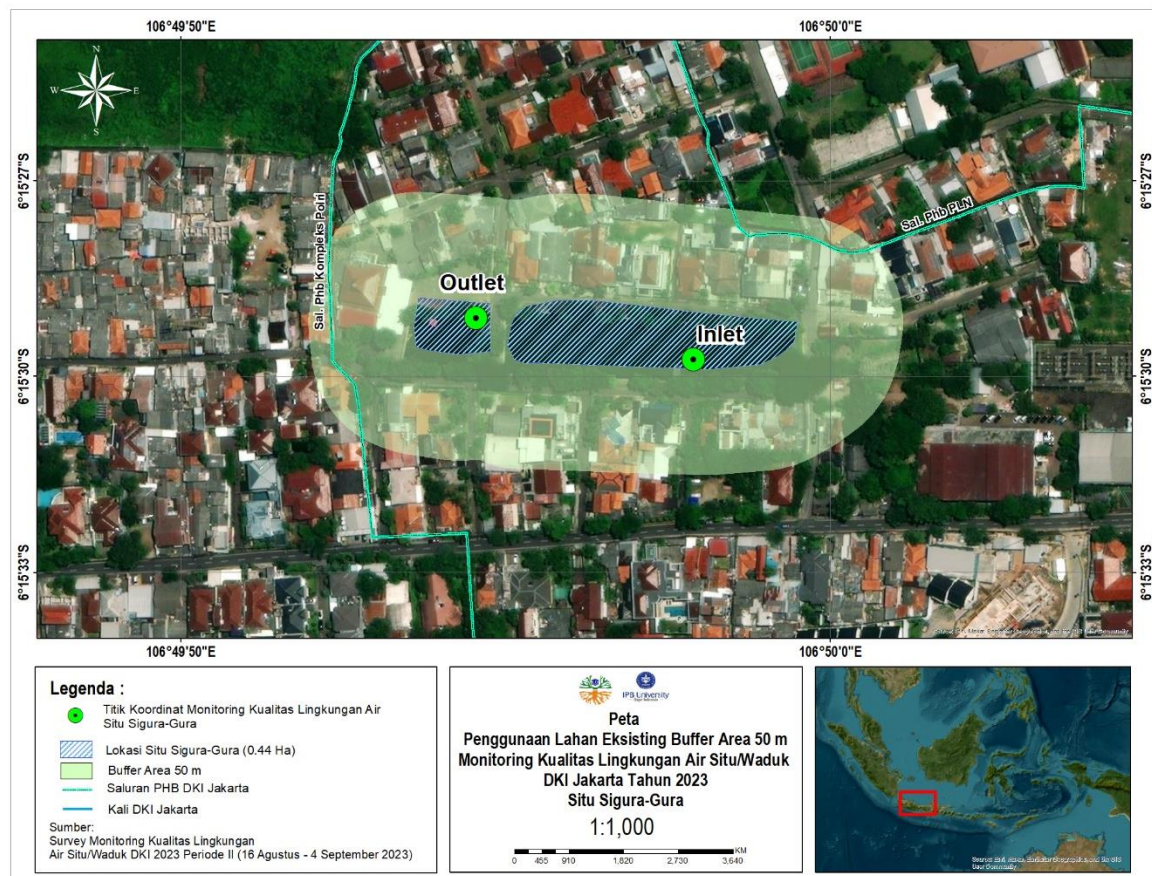 106°49'50"E
106°50'0"E
N
W
E
S
6°15'27"S
6°15'27"S
Sal. Phb Kompleks Polri
Sal. Phb PLN
Outlet
Inlet
6°15'30"S
6°15'30"S
6°15'33"S
6°15'33"S
106°49'50"E
106°50'0"E
Legenda :
Titik Koordinat Monitoring Kualitas Lingkungan Air
Situ Sigura-Gura
Lokasi Situ Sigura-Gura (0.44 Ha)
Buffer Area 50 m
Saluran PHB DKI Jakarta
Kali DKI Jakarta
Sumber:
Survey Monitoring Kualitas Lingkungan
Air Situ/Waduk DKI 2023 Periode II (16 Agustus - 4 September 2023)
IPB University
Peta
Penggunaan Lahan Eksisting Buffer Area 50 m
Monitoring Kualitas Lingkungan Air Situ/Waduk
DKI Jakarta Tahun 2023
Situ Sigura-Gura
1:1,000
KM
0 455 910 1,820 2,730 3,640